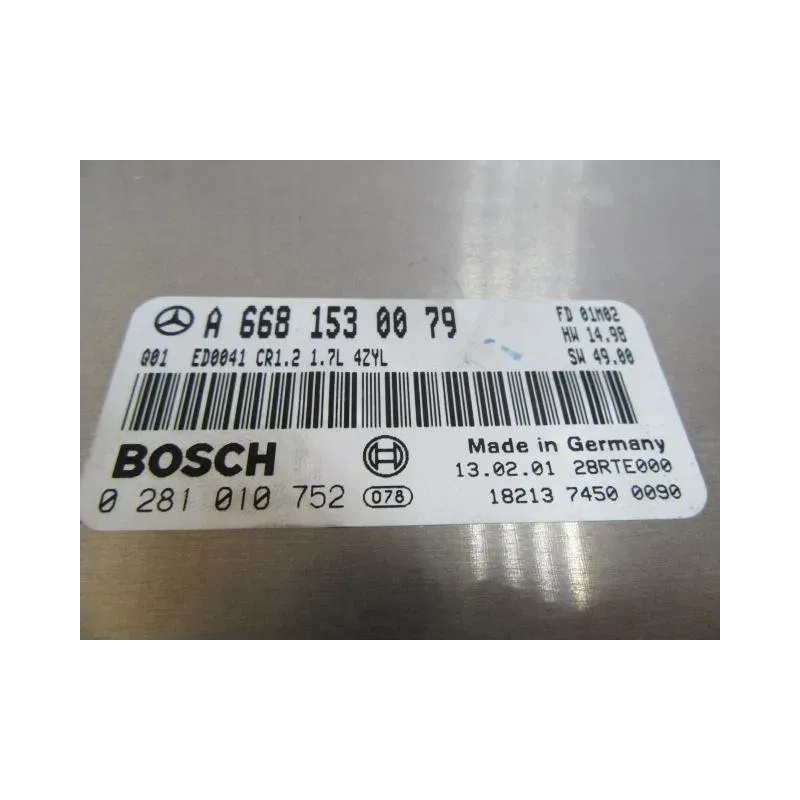 A 668 153 00 79
FD 01M02
HW 14.98
Q01 ED0041 CR1.2 1.7L 4ZYL
SW 49.00
BOSCH
Made in Germany
13.02.01 28RTE000
0 281 010 752 078
18213 7450 0090